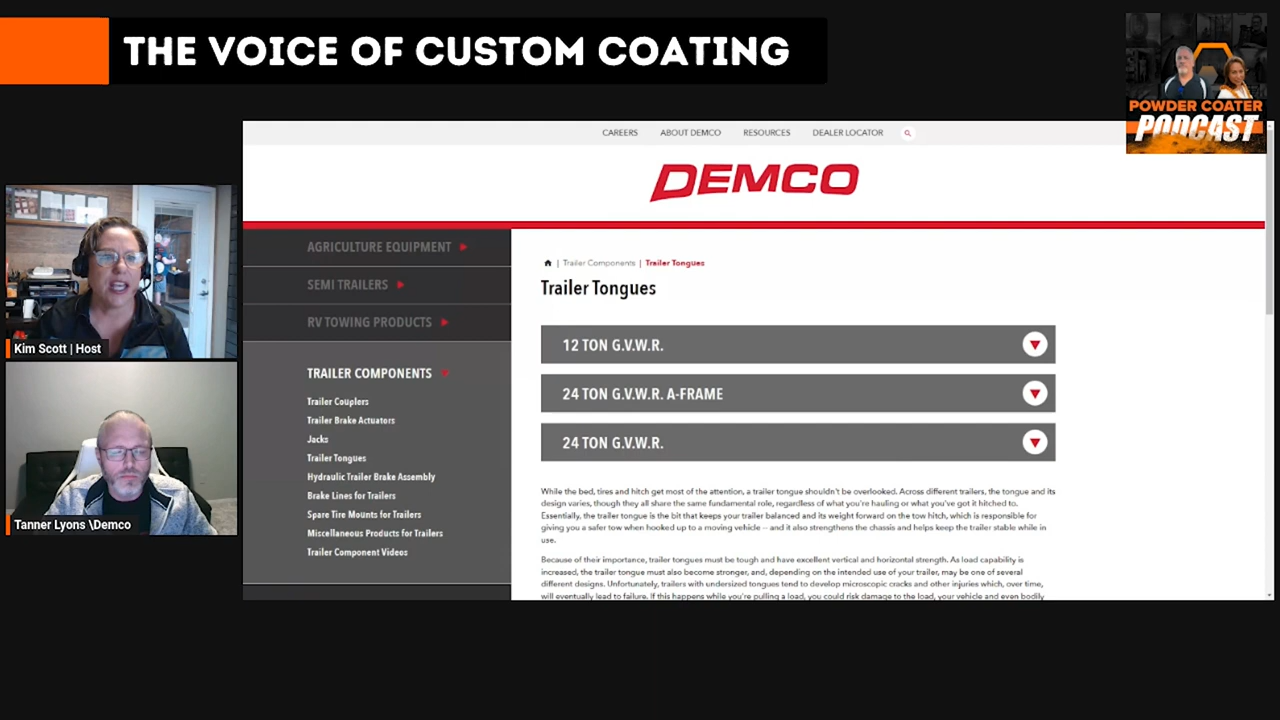 THE VOICE OF CUSTOM COATING
POWDER COATER
PODCAST
CAREERS ABOUT DEMCO RESOURCES DEALER LOCATOR
DEMCO
AGRICULTURE EQUIPMENT
SEMI TRAILERS
RV TOWING PRODUCTS
TRAILER COMPONENTS
Trailer Couplers
Trailer Brake Actuators
Jacks
Trailer Tongues
Hydraulic Trailer Brake Assembly
Brake Lines for Trailers
Spare Tire Mounts for Trailers
Miscellaneous Products for Trailers
Trailer Component Videos
| Trailer Components | Trailer Tongues
Trailer Tongues
12 TON G.V.W.R.
24 TON G.V.W.R. A-FRAME
24 TON G.V.W.R.
While the bed, tires and hitch get most of the attention, a trailer tongue shouldn't be overlooked. Across different trailers, the tongue and its
design varies, though they all share the same fundamental role, regardless of what you're hauling or what you've got it hitched to.
Essentially, the trailer tongue is the bit that keeps your trailer balanced and its weight forward on the tow hitch, which is responsible for
giving you a safer tow when hooked up to a moving vehicle — and it also strengthens the chassis and helps keep the trailer stable while in
use.
Because of their importance, trailer tongues must be tough and have excellent vertical and horizontal strength. As load capability is
increased, the trailer tongue must also become stronger, and, depending on the intended use of your trailer, may be one of several
different designs. Unfortunately, trailers with undersized tongues tend to develop microscopic cracks and other injuries which, over time,
will eventually lead to failure. If this happens while you're pulling a load, you could risk damage to the load, your vehicle and even bodily
Kim Scott | Host
Tanner Lyons \Demco